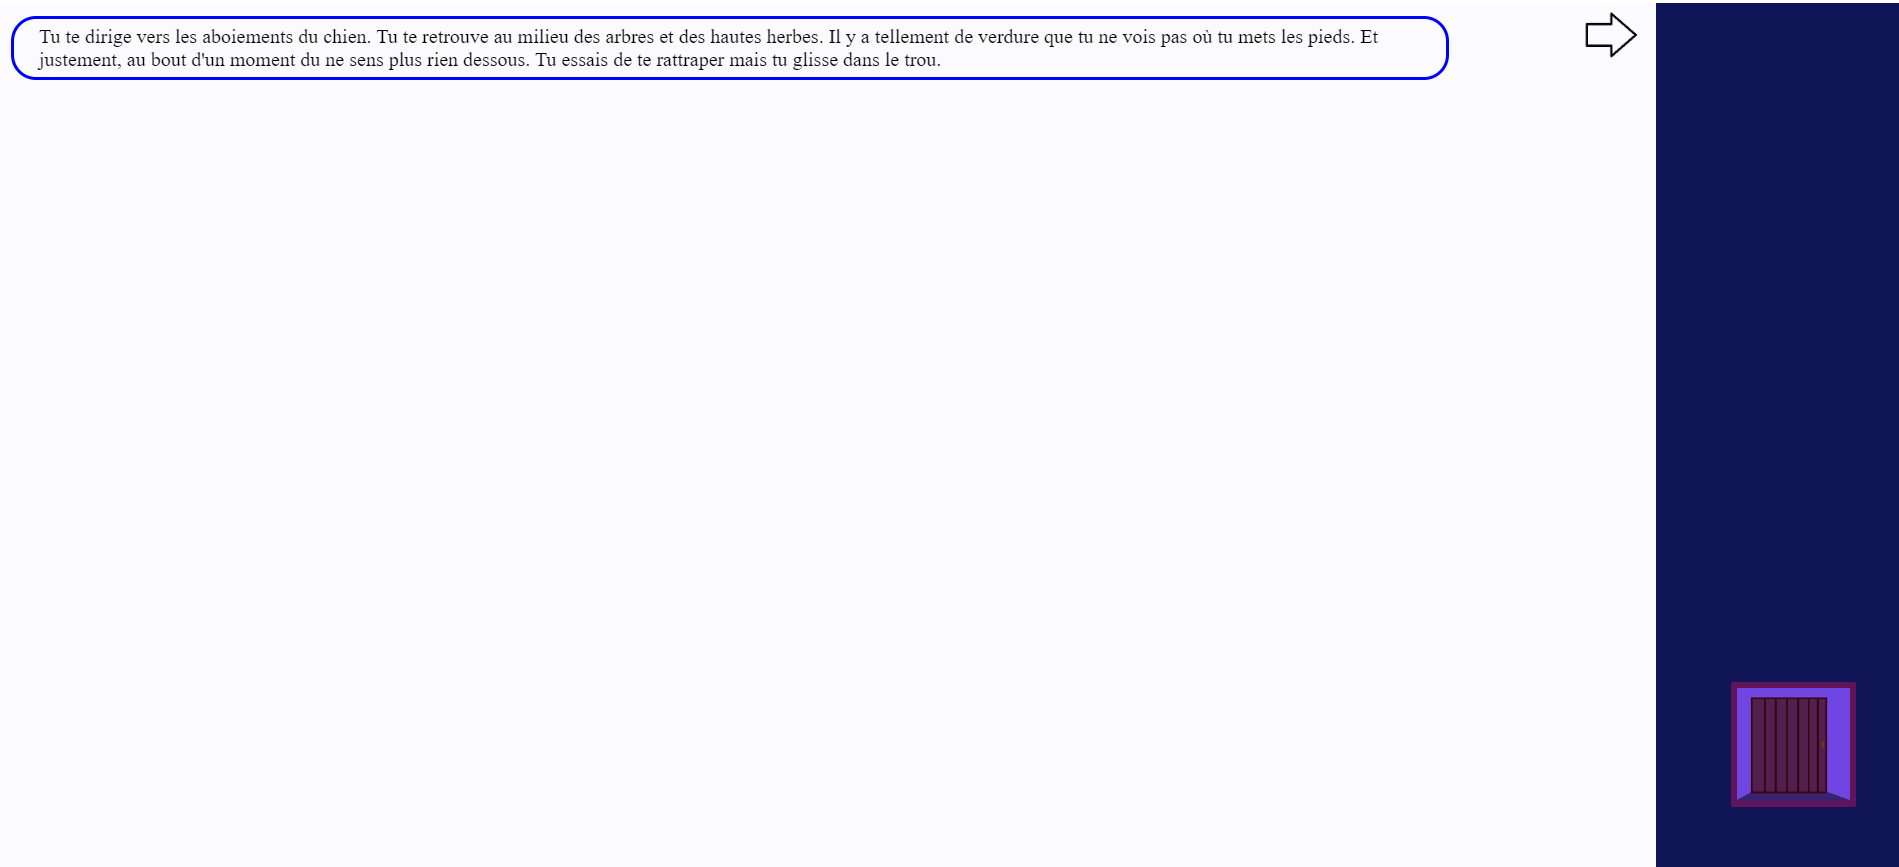 Tu te dirige vers les aboiements du chien. Tu te retrouve au milieu des arbres et des hautes herbes. Il y a tellement de verdure que tu ne vois pas où tu mets les pieds. Et
justement, au bout d'un moment du ne sens plus rien dessous. Tu essais de te rattraper mais tu glisse dans le trou.